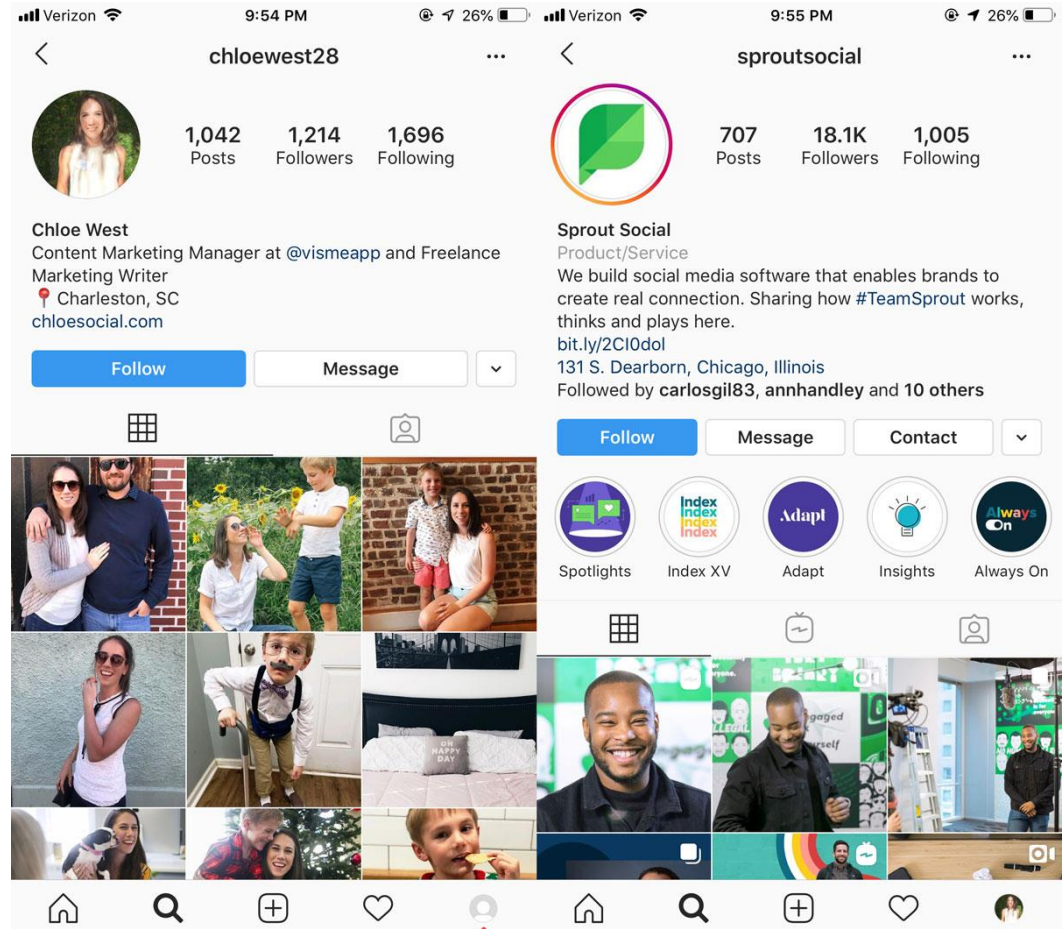 Verizon 9:54 PM 26%
chloewest28
1,042 1,214 1,696
Posts Followers Following
Chloe West
Content Marketing Manager at @vismeapp and Freelance
Marketing Writer
Charleston, SC
chloesocial.com
Follow Message
OH
HAPPY
DAY
Verizon 9:55 PM 26%
sproutsocial
707 18.1K 1,005
Posts Followers Following
Sprout Social
Product/Service
We build social media software that enables brands to
create real connection. Sharing how #TeamSprout works,
thinks and plays here.
bit.ly/2CI0dol
131 S. Dearborn, Chicago, Illinois
Followed by carlosgil83, annhandley and 10 others
Follow Message Contact
Index
Index
Index
Index
Adapt
Always
On
Spotlights Index XV Adapt Insights Always On